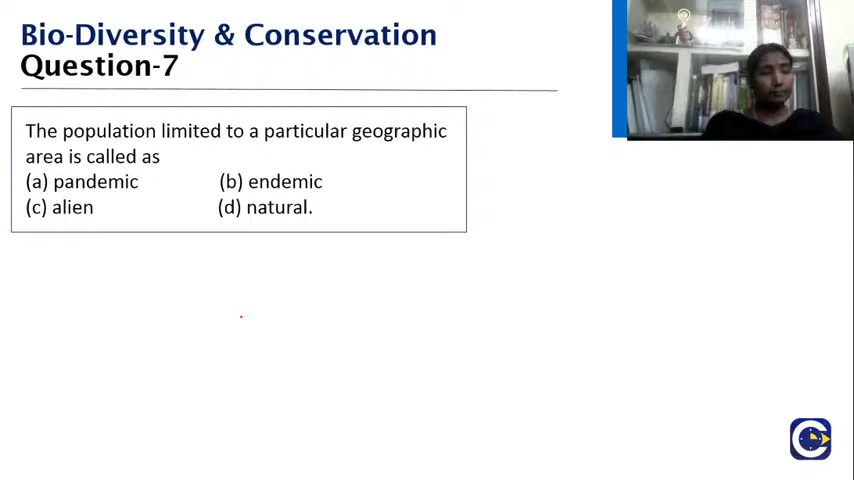 Bio-Diversity & Conservation
Question-7
The population limited to a particular geographic
area is called as
(a) pandemic (b) endemic
(c) alien (d) natural.